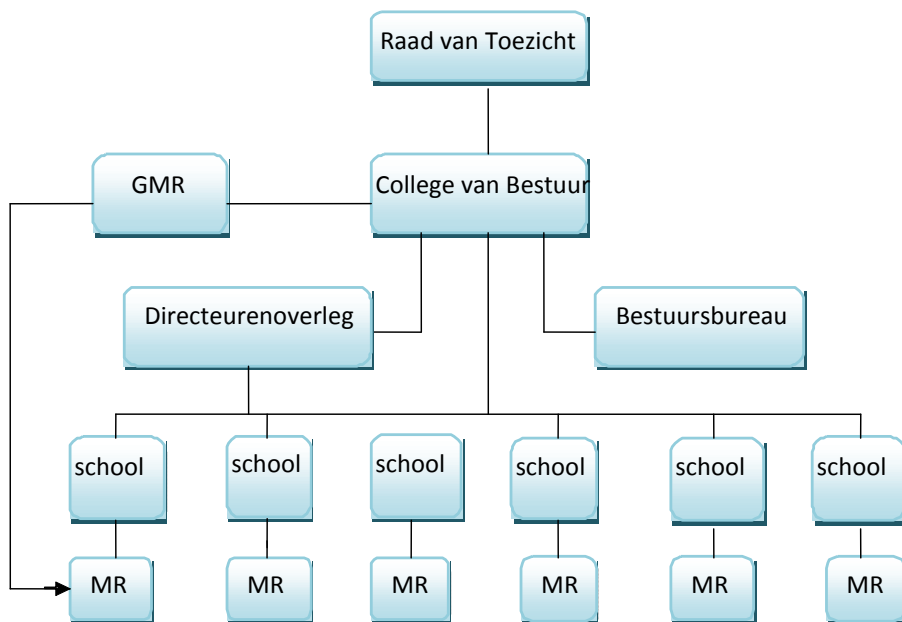 Raad van Toezicht
GMR
College van Bestuur
Directeurenoverleg
Bestuursbureau
school
school
school
school
school
school
MR
MR
MR
MR
MR
MR